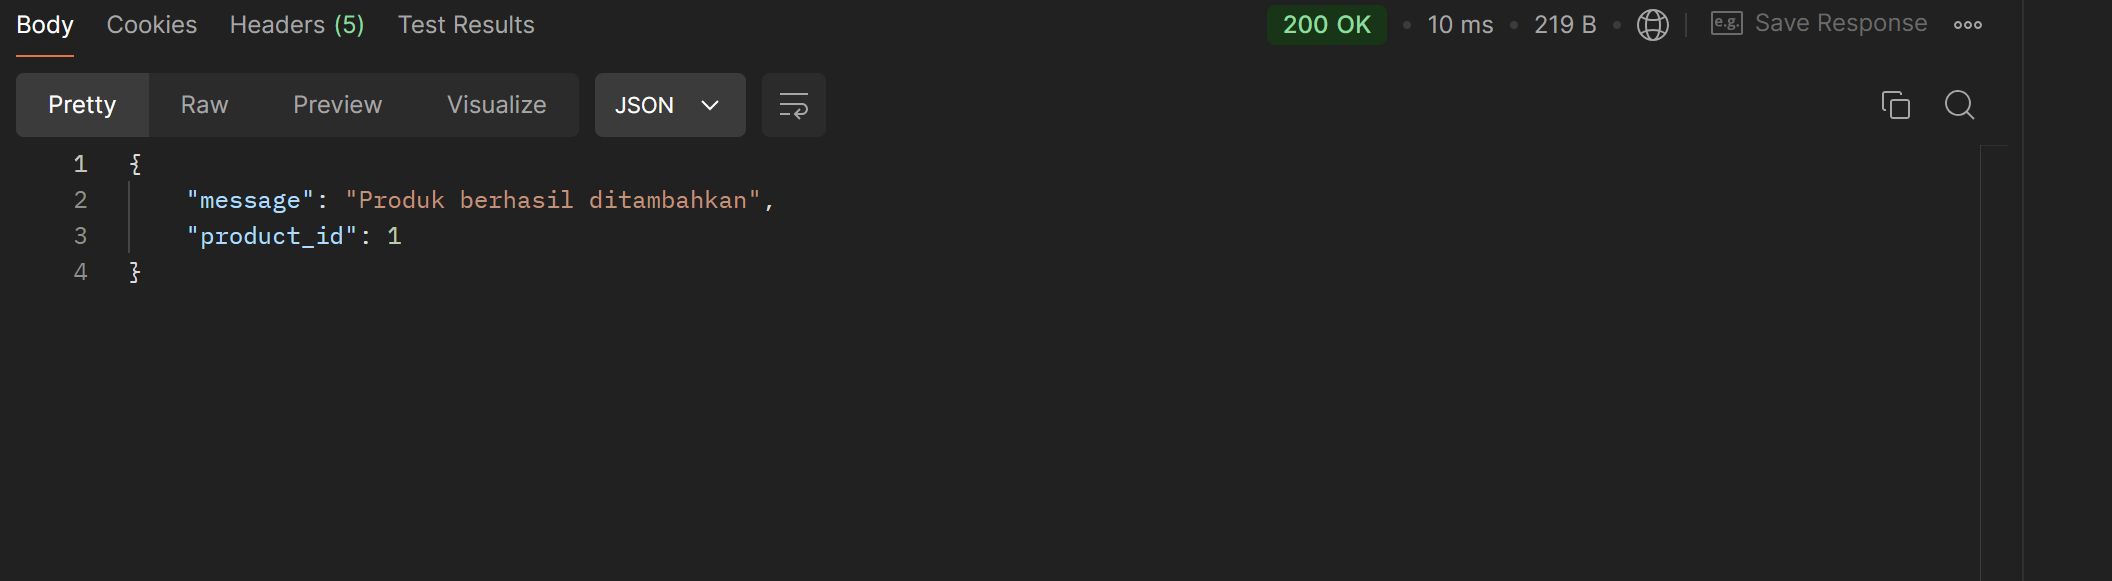 Body Cookies Headers (5) Test Results 200 OK • 10 ms • 219 B • e.g. Save Response
Pretty Raw Preview Visualize JSON
1 {
2 "message": "Produk berhasil ditambahkan",
3 "product_id": 1
4 }